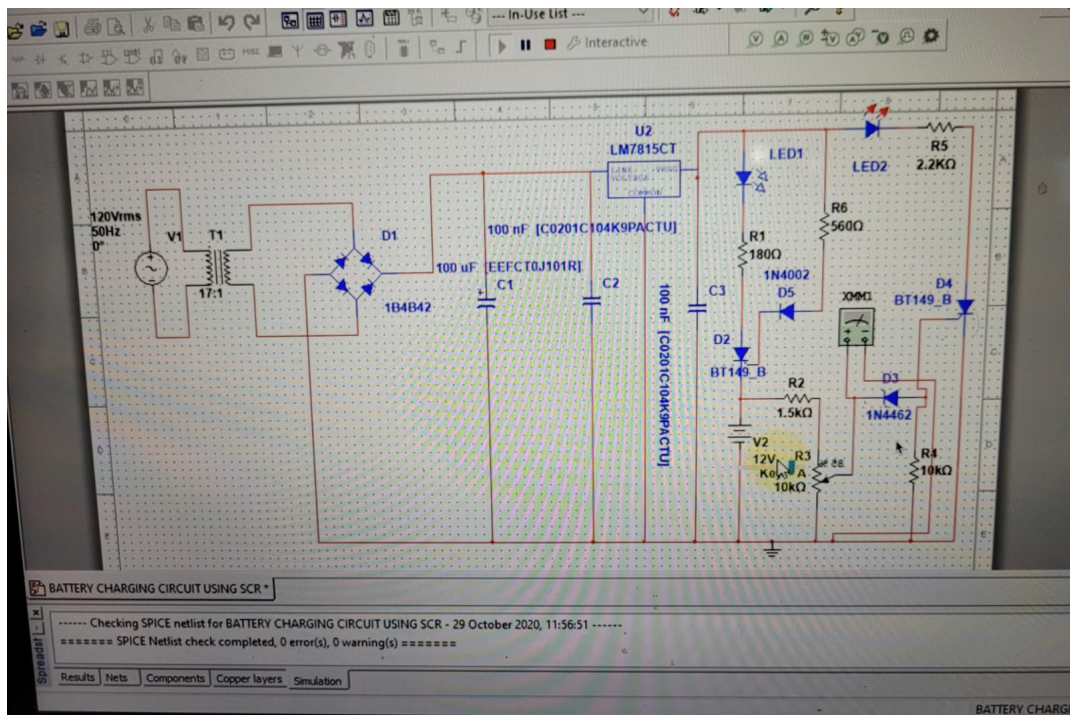 --- In-Use List ---
Interactive
U2
LM7815CT
LINE VREG
VOLTAGE
COMMON
LED1
LED2
R5
2.2KΩ
120Vrms
50Hz
0°
V1
T1
17:1
D1
1B4B42
100 nF [C0201C104K9PACTU]
100 uF [EEFCT0J101R]
C1
C2
C3
100 nF [C0201C104K9PACTU]
R1
180Ω
R6
560Ω
1N4002
D5
XMM1
D4
BT149_B
D2
BT149_B
R2
1.5kΩ
D3
1N4462
V2
12V
R3
A
10kΩ
R4
10kΩ
BATTERY CHARGING CIRCUIT USING SCR *
------ Checking SPICE netlist for BATTERY CHARGING CIRCUIT USING SCR - 29 October 2020, 11:56:51 ------
======= SPICE Netlist check completed, 0 error(s), 0 warning(s) =======
Results Nets Components Copper layers Simulation
BATTERY CHARG